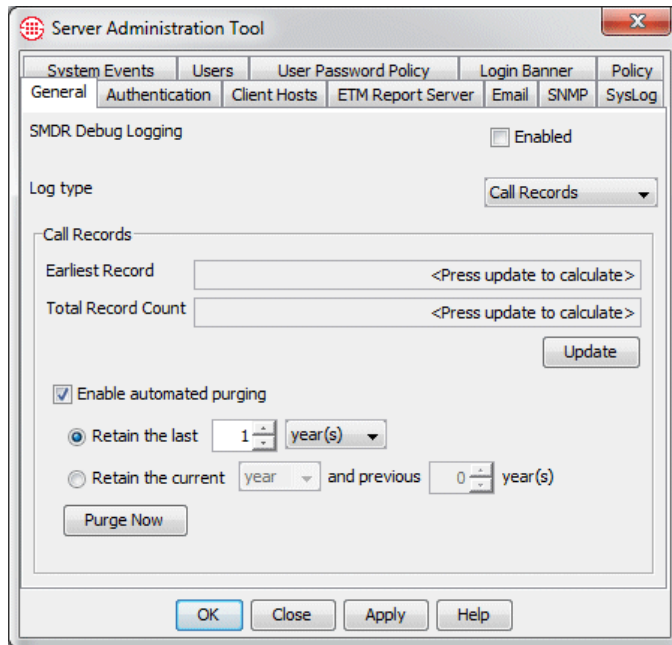 Server Administration Tool
System Events Users User Password Policy Login Banner Policy
General Authentication Client Hosts ETM Report Server Email SNMP SysLog
SMDR Debug Logging Enabled
Log type Call Records
Call Records
Earliest Record <Press update to calculate>
Total Record Count <Press update to calculate>
Update
Enable automated purging
Retain the last 1 year(s)
Retain the current year and previous 0 year(s)
Purge Now
OK Close Apply Help